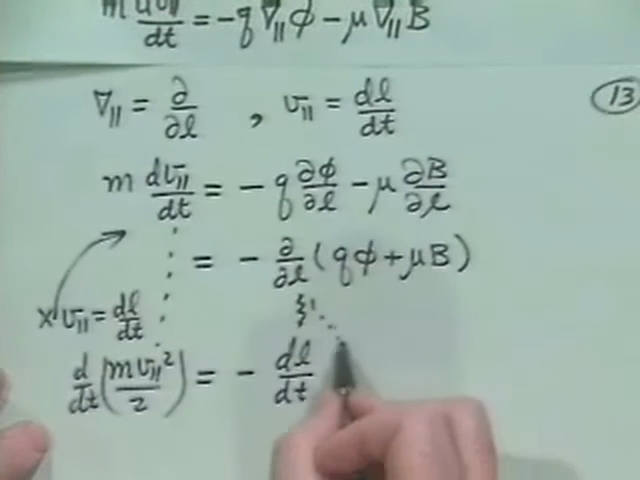 m dv∥/dt = -q∇∥φ - μ∇∥B
∇∥ = ∂/∂l , v∥ = dl/dt
13
m dv∥/dt = -q ∂φ/∂l - μ ∂B/∂l
= - ∂/∂l (qφ + μB)
× v∥ = dl/dt
d/dt (mv∥²/2) = - dl/dt